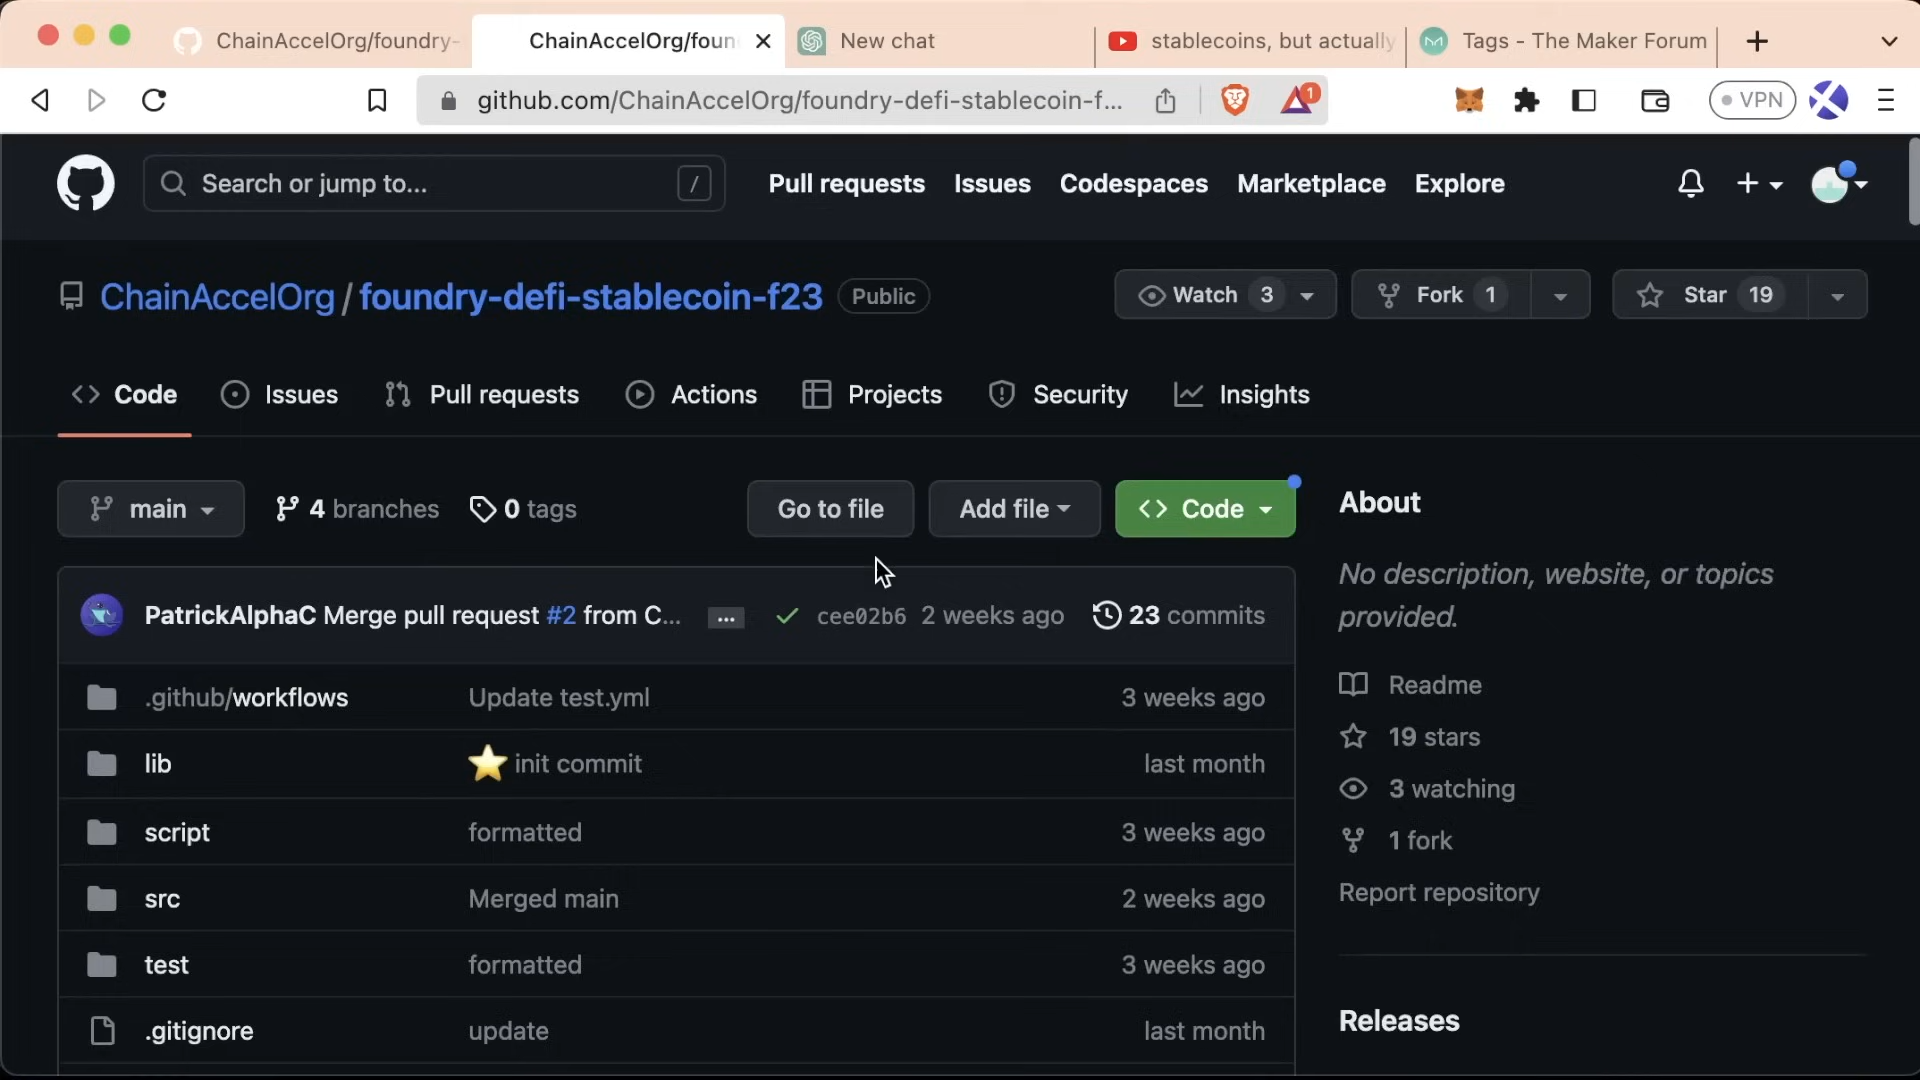 ChainAccelOrg/foundry-
ChainAccelOrg/foun
New chat
stablecoins, but actually
Tags - The Maker Forum
github.com/ChainAccelOrg/foundry-defi-stablecoin-f...
1
VPN
Search or jump to...
/
Pull requests
Issues
Codespaces
Marketplace
Explore
ChainAccelOrg / foundry-defi-stablecoin-f23
Public
Watch 3
Fork 1
Star 19
Code
Issues
Pull requests
Actions
Projects
Security
Insights
main
4 branches
0 tags
Go to file
Add file
Code
PatrickAlphaC Merge pull request #2 from C...
...
cee02b6 2 weeks ago
23 commits
.github/workflows
Update test.yml
3 weeks ago
lib
init commit
last month
script
formatted
3 weeks ago
src
Merged main
2 weeks ago
test
formatted
3 weeks ago
.gitignore
update
last month
About
No description, website, or topics
provided.
Readme
19 stars
3 watching
1 fork
Report repository
Releases